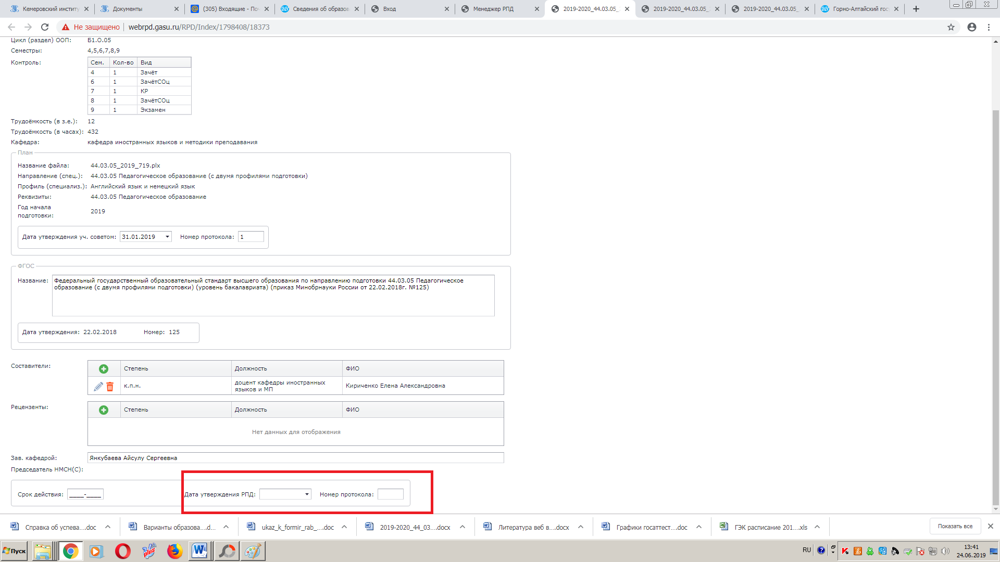 Кемеровский институ
Документы
(305) Входящие - По
Сведения об образов
Вход
Менеджер РПД
2019-2020_44.03.05_
2019-2020_44.03.05_
2019-2020_44.03.05_
Горно-Алтайский гос
Не защищено
webrpd.gasu.ru/RPD/Index/1798408/18373
Цикл (раздел) ООП: Б1.О.05
Семестры: 4,5,6,7,8,9
Контроль:
Сем. Кол-во Вид
4 1 Зачёт
6 1 ЗачётСОц
7 1 КР
8 1 ЗачётСОц
9 1 Экзамен
Трудоёмкость (в з.е.): 12
Трудоёмкость (в часах): 432
Кафедра: кафедра иностранных языков и методики преподавания
План
Название файла: 44.03.05_2019_719.plx
Направление (спец.): 44.03.05 Педагогическое образование (с двумя профилями подготовки)
Профиль (специализ.): Английский язык и немецкий язык
Реквизиты: 44.03.05 Педагогическое образование
Год начала
подготовки: 2019
Дата утверждения уч. советом: 31.01.2019 Номер протокола: 1
ФГОС
Название: Федеральный государственный образовательный стандарт высшего образования по направлению подготовки 44.03.05 Педагогическое
образование (с двумя профилями подготовки) (уровень бакалавриата) (приказ Минобрнауки России от 22.02.2018г. №125)
Дата утверждения: 22.02.2018 Номер: 125
Составители:
Степень Должность ФИО
к.п.н. доцент кафедры иностранных Кириченко Елена Александровна
языков и МП
Рецензенты:
Степень Должность ФИО
Нет данных для отображения
Зав. кафедрой: Янкубаева Айсулу Сергеевна
Председатель НМСН(С):
Срок действия: ____-____ Дата утверждения РПД: Номер протокола:
Справка об успева....doc
Варианты образова....d...
ukaz_k_formir_rab_....doc
2019-2020_44_03....docx
Литература веб в....docx
Графики госаттест....doc
ГЭК расписание 201....xls
Показать все
Пуск
plus
RU
13:41
24.06.2019